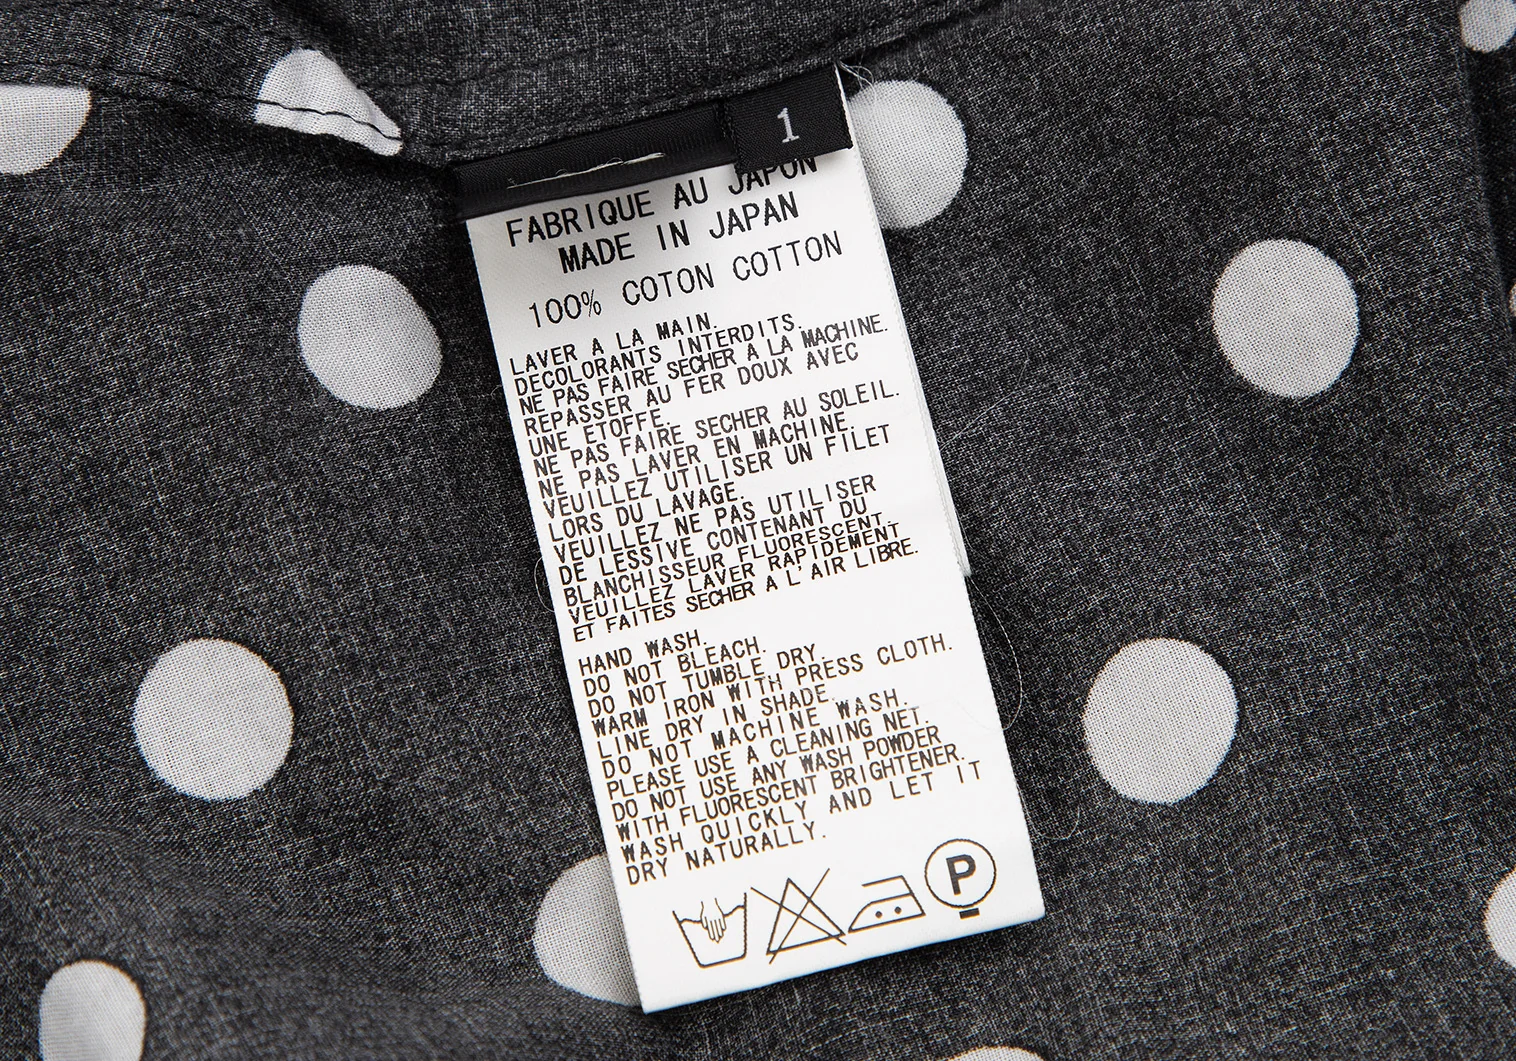 1
FABRIQUE AU JAPON
MADE IN JAPAN
100% COTON COTTON
LAVER A LA MAIN.
DECOLORANTS INTERDITS.
NE PAS FAIRE SECHER A LA MACHINE.
REPASSER AU FER DOUX AVEC
UNE ETOFFE.
NE PAS FAIRE SECHER AU SOLEIL.
NE PAS LAVER EN MACHINE.
VEUILLEZ UTILISER UN FILET
LORS DU LAVAGE.
VEUILLEZ NE PAS UTILISER
DE LESSIVE CONTENANT DU
BLANCHISSEUR FLUORESCENT.
VEUILLEZ LAVER RAPIDEMENT
ET FAITES SECHER A L'AIR LIBRE.
HAND WASH.
DO NOT BLEACH.
DO NOT TUMBLE DRY.
WARM IRON WITH PRESS CLOTH.
LINE DRY IN SHADE.
DO NOT MACHINE WASH.
PLEASE USE A CLEANING NET.
DO NOT USE ANY WASH POWDER
WITH FLUORESCENT BRIGHTENER.
WASH QUICKLY AND LET IT
DRY NATURALLY.
P